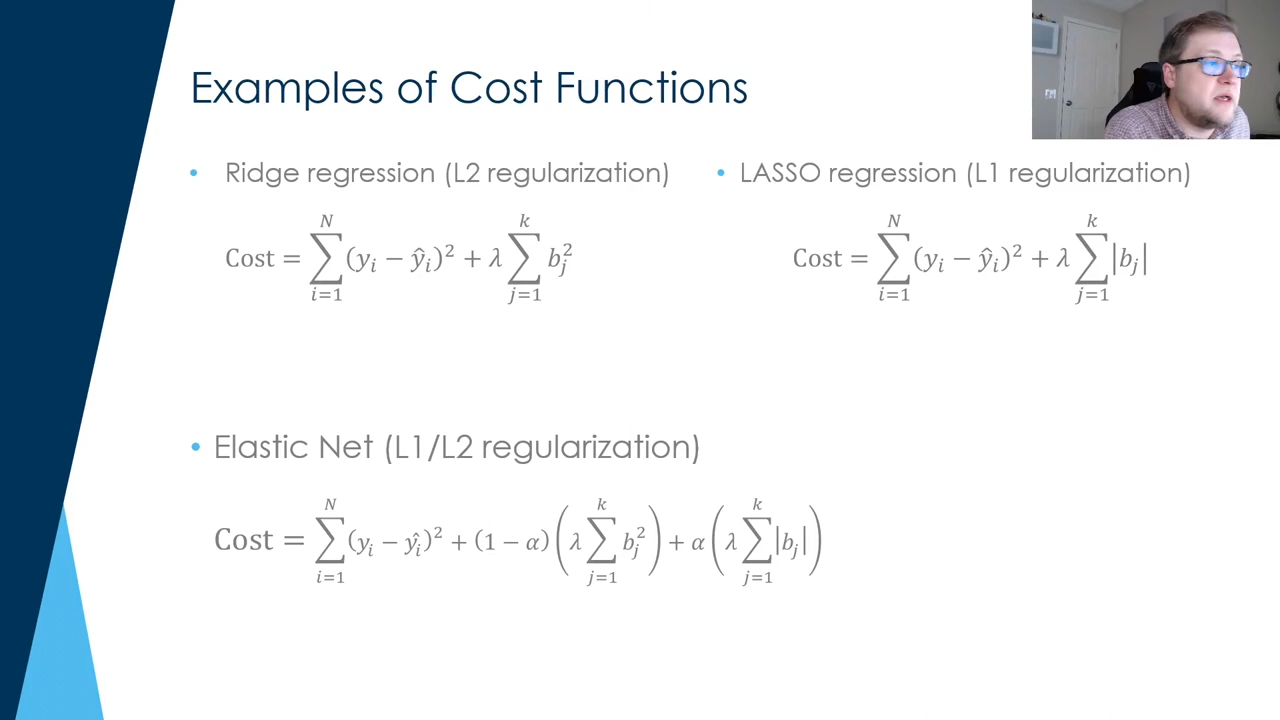 Examples of Cost Functions
• Ridge regression (L2 regularization)
Cost = ∑_{i=1}^{N} (y_i − ŷ_i)^2 + λ ∑_{j=1}^{k} b_j^2
• LASSO regression (L1 regularization)
Cost = ∑_{i=1}^{N} (y_i − ŷ_i)^2 + λ ∑_{j=1}^{k} |b_j|
• Elastic Net (L1/L2 regularization)
Cost = ∑_{i=1}^{N} (y_i − ŷ_i)^2 + (1 − α) (λ ∑_{j=1}^{k} b_j^2) + α (λ ∑_{j=1}^{k} |b_j|)